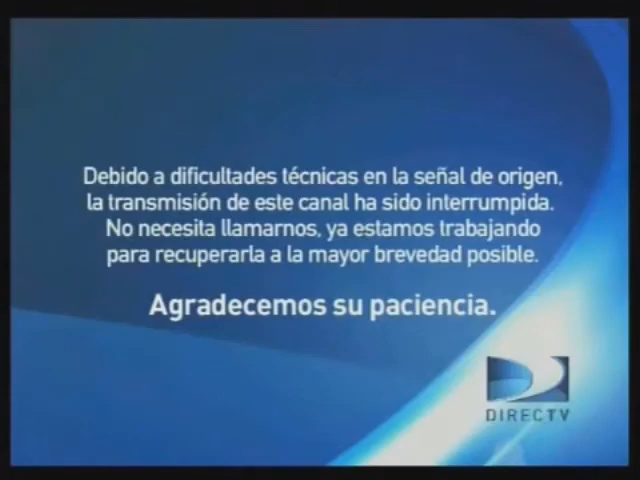 Debido a dificultades técnicas en la señal de origen,
la transmisión de este canal ha sido interrumpida.
No necesita llamarnos, ya estamos trabajando
para recuperarla a la mayor brevedad posible.
Agradecemos su paciencia.
DIRECTV